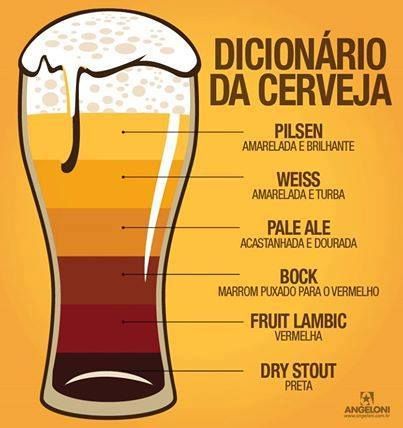 DICIONÁRIO
DA CERVEJA
PILSEN
AMARELADA E BRILHANTE
WEISS
AMARELADA E TURBA
PALE ALE
ACASTANHADA E DOURADA
BOCK
MARROM PUXADO PARA O VERMELHO
FRUIT LAMBIC
VERMELHA
DRY STOUT
PRETA
ANGELONI
www.angeloni.com.br